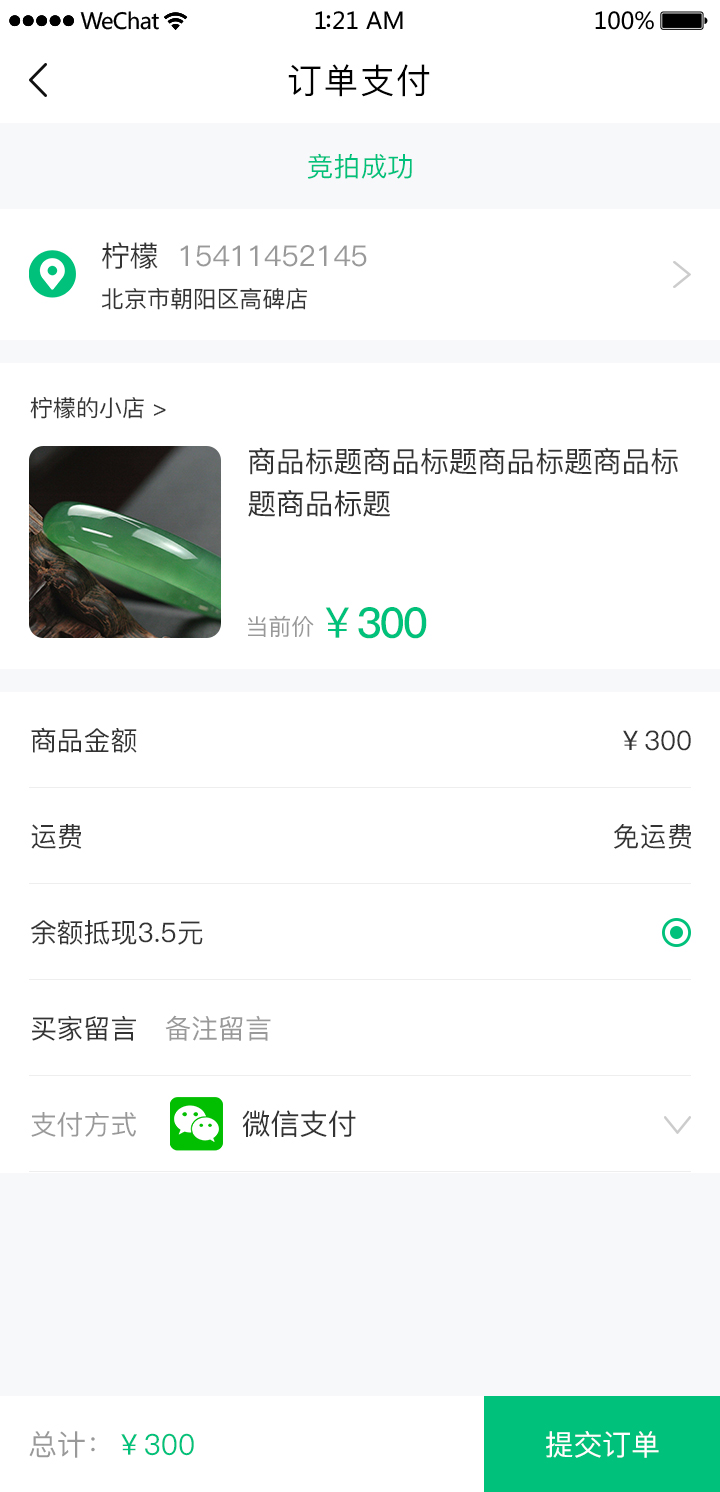 WeChat 1:21 AM 100%
订单支付
竞拍成功
柠檬 15411452145
北京市朝阳区高碑店
柠檬的小店 >
商品标题商品标题商品标题商品标
题商品标题
当前价 ¥300
商品金额 ¥300
运费 免运费
余额抵现3.5元
买家留言 备注留言
支付方式 微信支付
总计: ¥300 提交订单